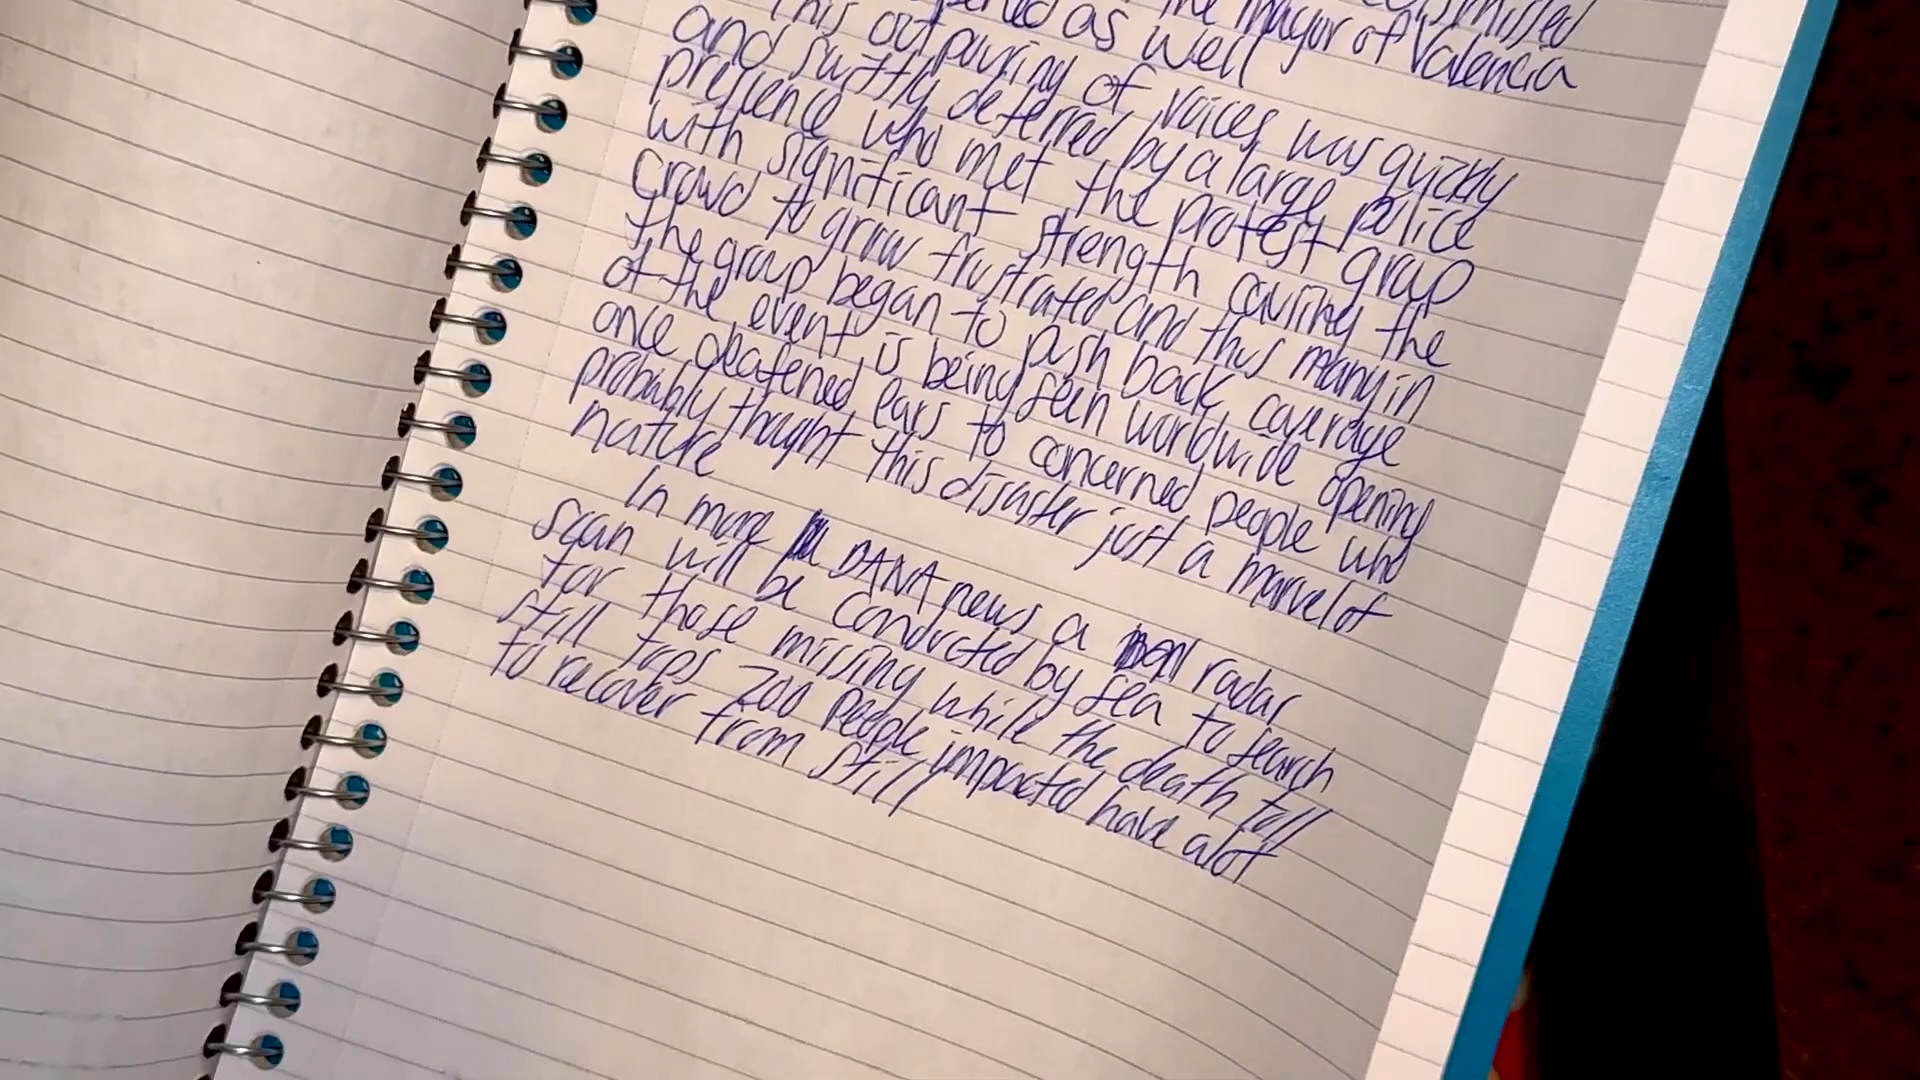 missed
the mayor of Valencia
as well
This outpouring of voices was quickly
and swiftly deterred by a large police
presence who met the protest group
with significant strength causing the
crowd to grow frustrated and thus many in
the group began to push back, coverage
of the event is being seen worldwide opening
once deafened ears to concerned people who
probably thought this disaster just a marvel of
nature
In more DANA news a radar
scan will be conducted by sea to search
for those missing while the death toll
still tops 200 people impacted have alot
to recover from still